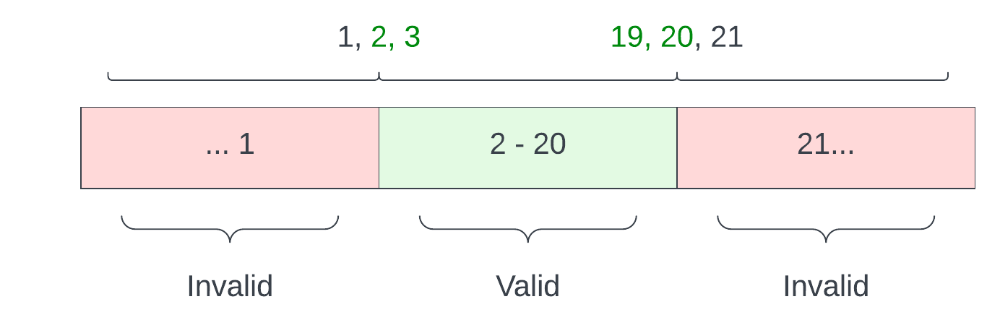 1, 2, 3 19, 20, 21
... 1 2 - 20 21...
Invalid Valid Invalid